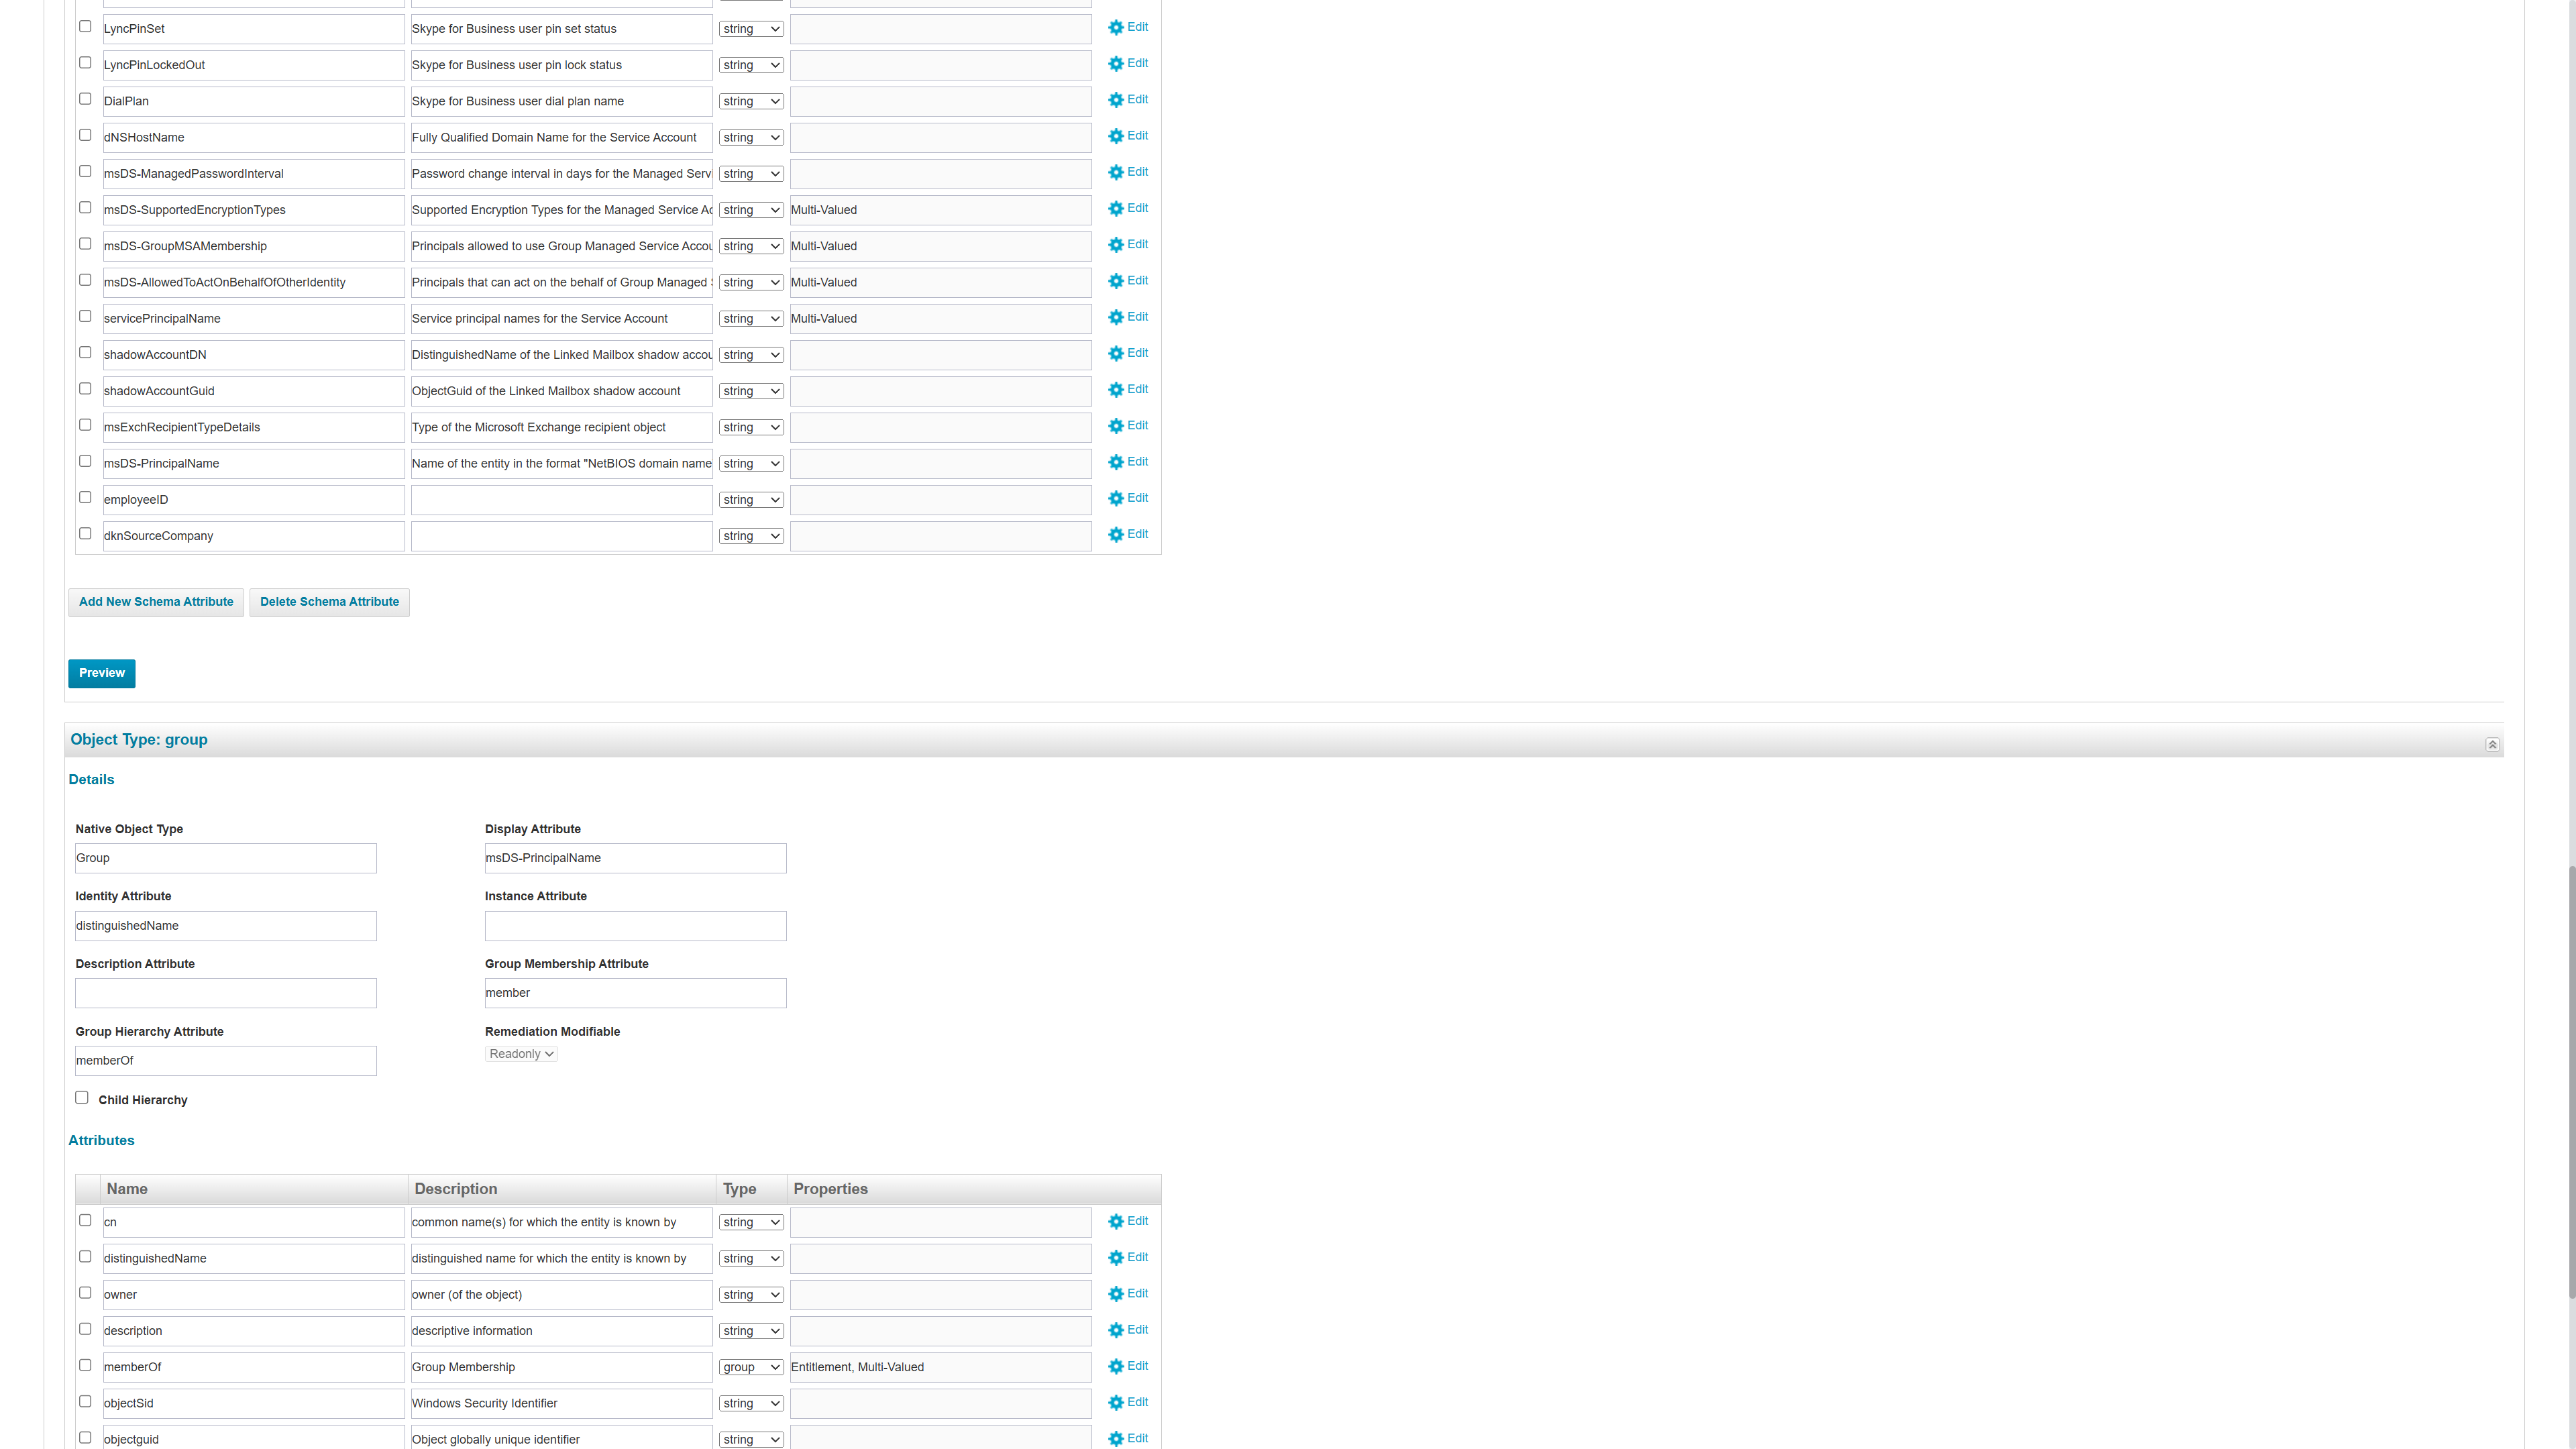 LyncPinSet Skype for Business user pin set status string Edit
LyncPinLockedOut Skype for Business user pin lock status string Edit
DialPlan Skype for Business user dial plan name string Edit
dNSHostName Fully Qualified Domain Name for the Service Account string Edit
msDS-ManagedPasswordInterval Password change interval in days for the Managed Servi string Edit
msDS-SupportedEncryptionTypes Supported Encryption Types for the Managed Service Ac string Multi-Valued Edit
msDS-GroupMSAMembership Principals allowed to use Group Managed Service Accou string Multi-Valued Edit
msDS-AllowedToActOnBehalfOfOtherIdentity Principals that can act on the behalf of Group Managed string Multi-Valued Edit
servicePrincipalName Service principal names for the Service Account string Multi-Valued Edit
shadowAccountDN DistinguishedName of the Linked Mailbox shadow accou string Edit
shadowAccountGuid ObjectGuid of the Linked Mailbox shadow account string Edit
msExchRecipientTypeDetails Type of the Microsoft Exchange recipient object string Edit
msDS-PrincipalName Name of the entity in the format "NetBIOS domain name string Edit
employeeID string Edit
dknSourceCompany string Edit
Add New Schema Attribute Delete Schema Attribute
Preview
Object Type: group
Details
Native Object Type Display Attribute
Group msDS-PrincipalName
Identity Attribute Instance Attribute
distinguishedName
Description Attribute Group Membership Attribute
member
Group Hierarchy Attribute Remediation Modifiable
memberOf Readonly
Child Hierarchy
Attributes
Name Description Type Properties
cn common name(s) for which the entity is known by string Edit
distinguishedName distinguished name for which the entity is known by string Edit
owner owner (of the object) string Edit
description descriptive information string Edit
memberOf Group Membership group Entitlement, Multi-Valued Edit
objectSid Windows Security Identifier string Edit
objectguid Object globally unique identifier string Edit